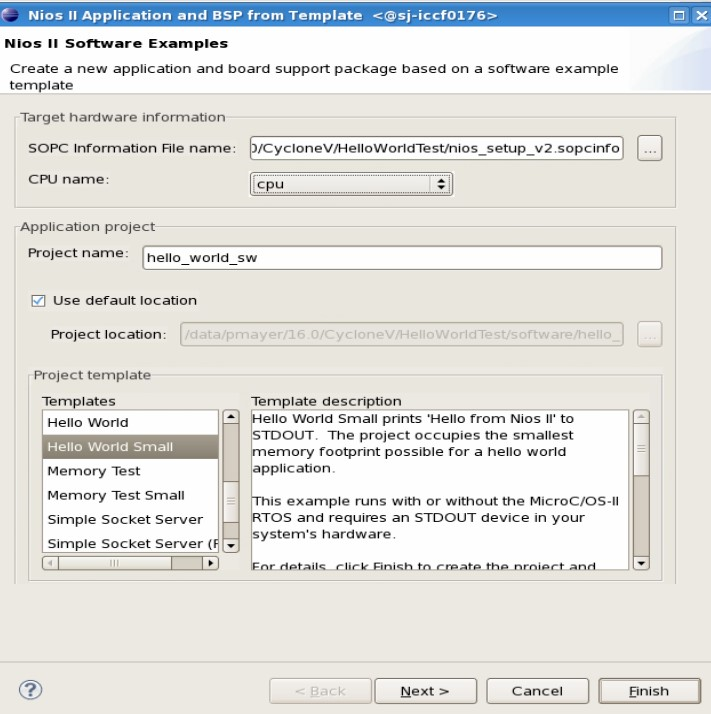 Nios II Application and BSP from Template <@sj-iccf0176>
Nios II Software Examples
Create a new application and board support package based on a software example
template
Target hardware information
SOPC Information File name:
0/CycloneV/HelloWorldTest/nios_setup_v2.sopcinfo
...
CPU name:
cpu
Application project
Project name:
hello_world_sw
Use default location
Project location:
/data/pmayer/16.0/CycloneV/HelloWorldTest/software/hello_
...
Project template
Templates
Hello World
Hello World Small
Memory Test
Memory Test Small
Simple Socket Server
Simple Socket Server (R
Template description
Hello World Small prints 'Hello from Nios II' to
STDOUT.  The project occupies the smallest
memory footprint possible for a hello world
application.
This example runs with or without the MicroC/OS-II
RTOS and requires an STDOUT device in your
system's hardware.
For details, click Finish to create the project and
?
< Back
Next >
Cancel
Finish